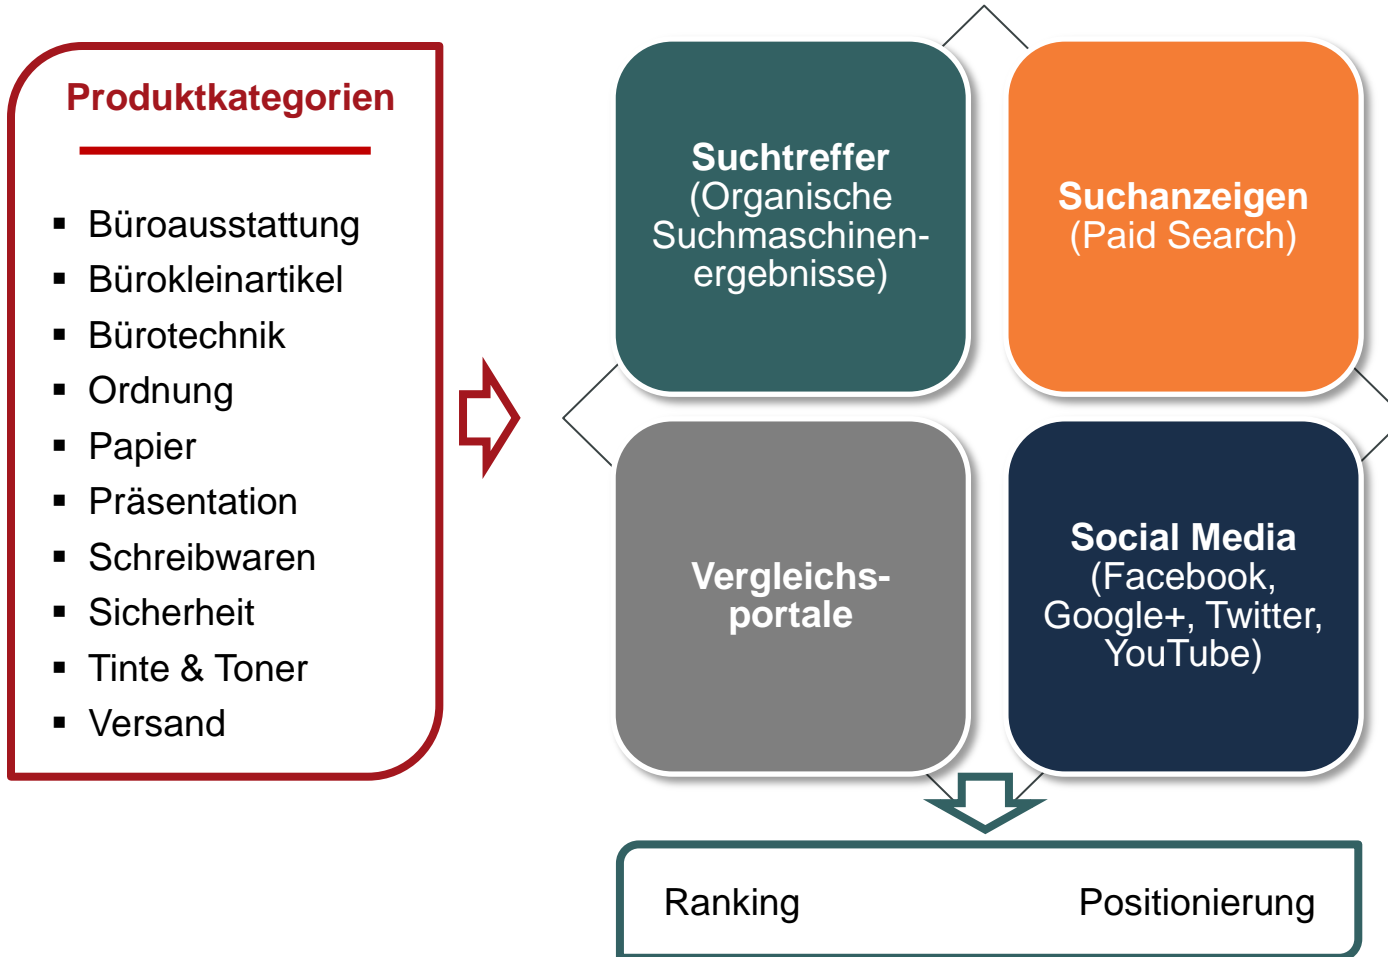 Produktkategorien
Büroausstattung
Bürokleinartikel
Bürotechnik
Ordnung
Papier
Präsentation
Schreibwaren
Sicherheit
Tinte & Toner
Versand
Suchtreffer
(Organische
Suchmaschinen-
ergebnisse)
Suchanzeigen
(Paid Search)
Vergleichs-
portale
Social Media
(Facebook,
Google+, Twitter,
YouTube)
Ranking Positionierung